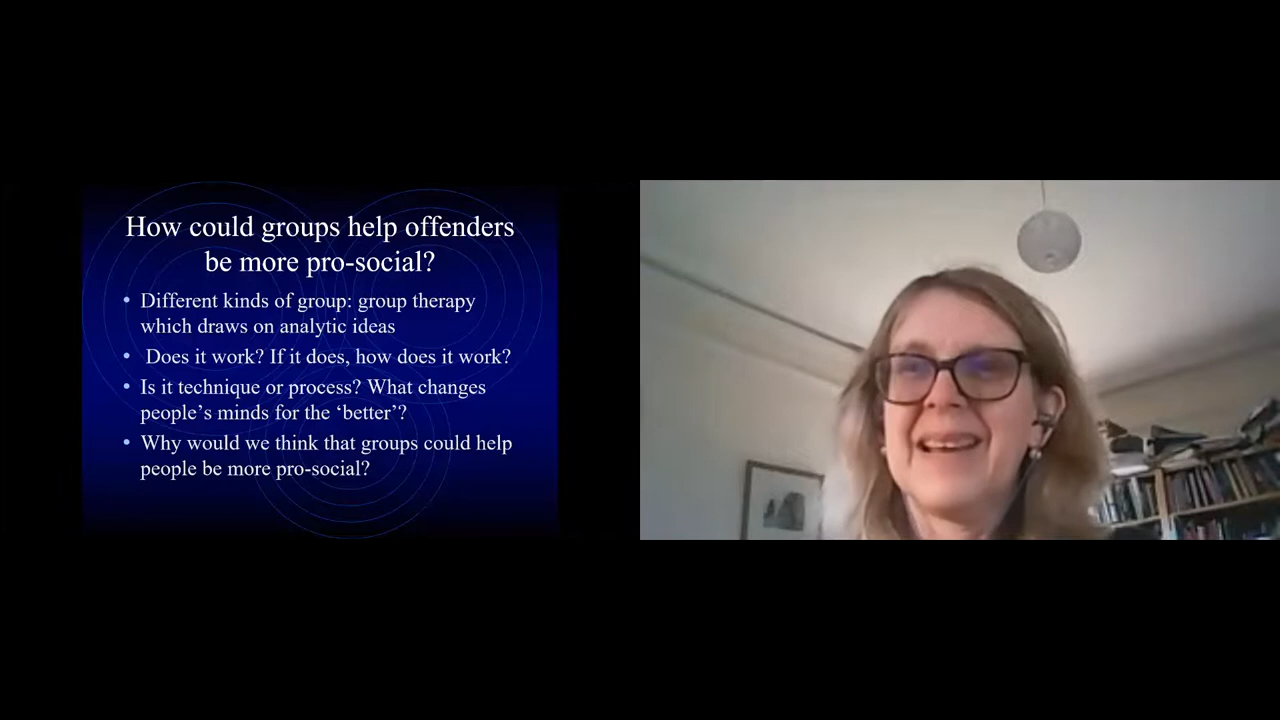 How could groups help offenders
be more pro-social?
• Different kinds of group: group therapy
which draws on analytic ideas
• Does it work? If it does, how does it work?
• Is it technique or process? What changes
people’s minds for the ‘better’?
• Why would we think that groups could help
people be more pro-social?